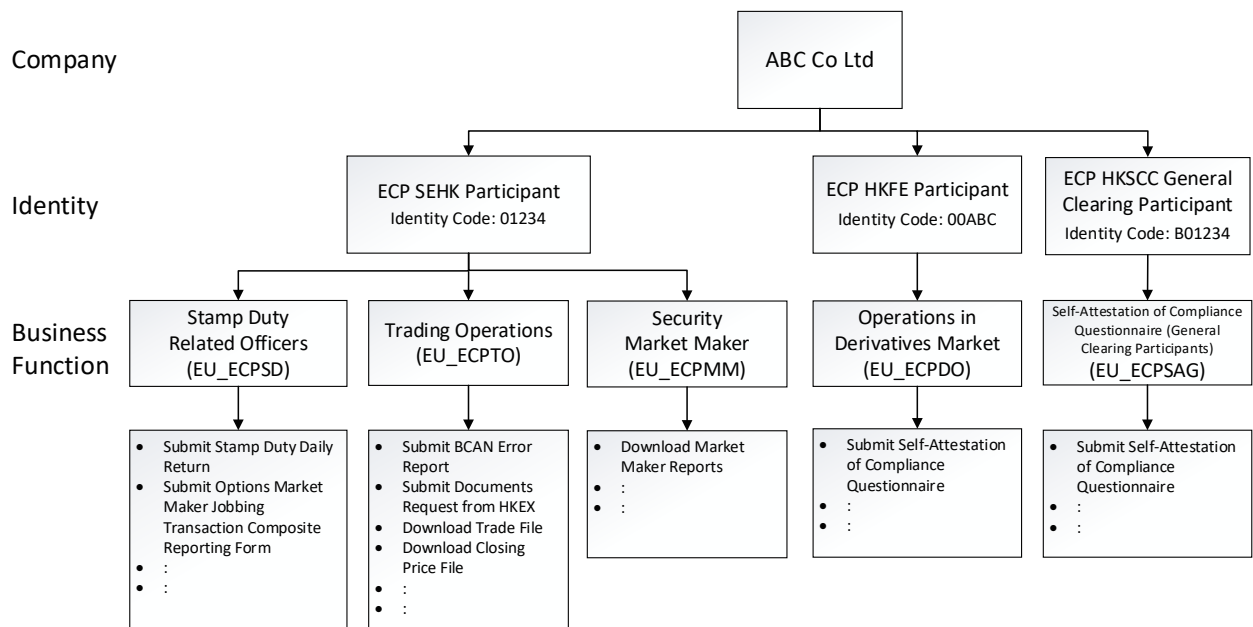 Company
ABC Co Ltd
Identity
ECP SEHK Participant
Identity Code: 01234
ECP HKFE Participant
Identity Code: 00ABC
ECP HKSCC General
Clearing Participant
Identity Code: B01234
Business
Function
Stamp Duty
Related Officers
(EU_ECPSD)
Trading Operations
(EU_ECPTO)
Security
Market Maker
(EU_ECPMM)
Operations in
Derivatives Market
(EU_ECPDO)
Self-Attestation of Compliance
Questionnaire (General
Clearing Participants)
(EU_ECPSAG)
• Submit Stamp Duty Daily
Return
• Submit Options Market
Maker Jobbing
Transaction Composite
Reporting Form
• :
• :
• Submit BCAN Error
Report
• Submit Documents
Request from HKEX
• Download Trade File
• Download Closing
Price File
• :
• :
• Download Market
Maker Reports
• :
• :
• Submit Self-Attestation
of Compliance
Questionnaire
• :
• :
• Submit Self-Attestation
of Compliance
Questionnaire
• :
• :